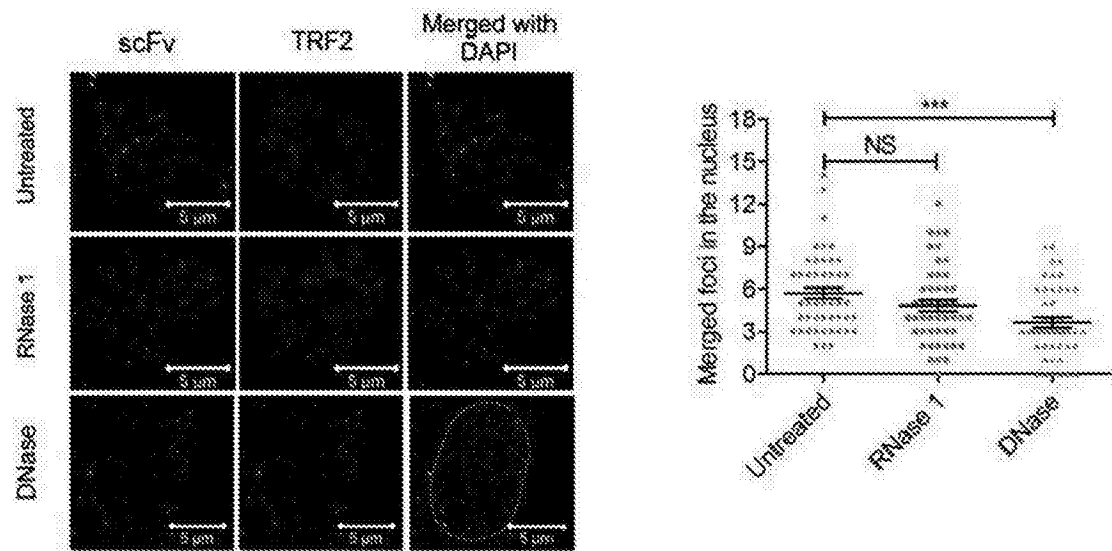 scFv
TRF2
Merged with
DAPI
Untreated
5 µm
5 µm
5 µm
RNase 1
5 µm
5 µm
5 µm
DNase
5 µm
5 µm
5 µm
Merged foci in the nucleus
18
15
12
9
6
3
0
***
NS
Untreated
RNase 1
DNase